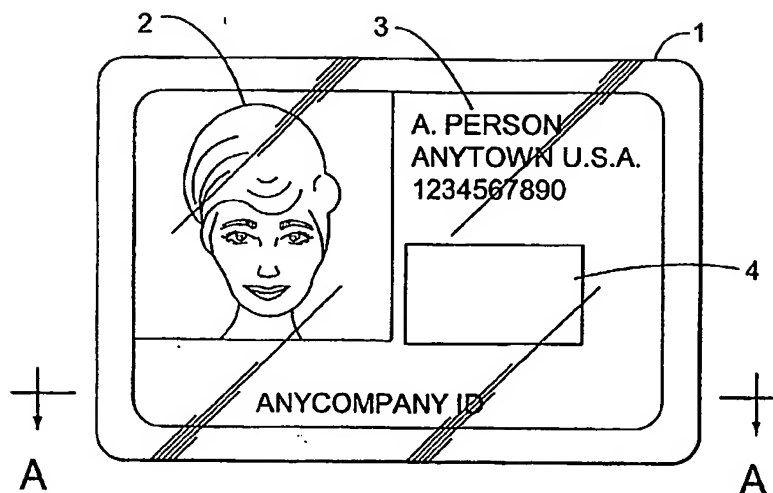 2
3
1
A. PERSON
ANYTOWN U.S.A.
1234567890
4
ANYCOMPANY ID
A A